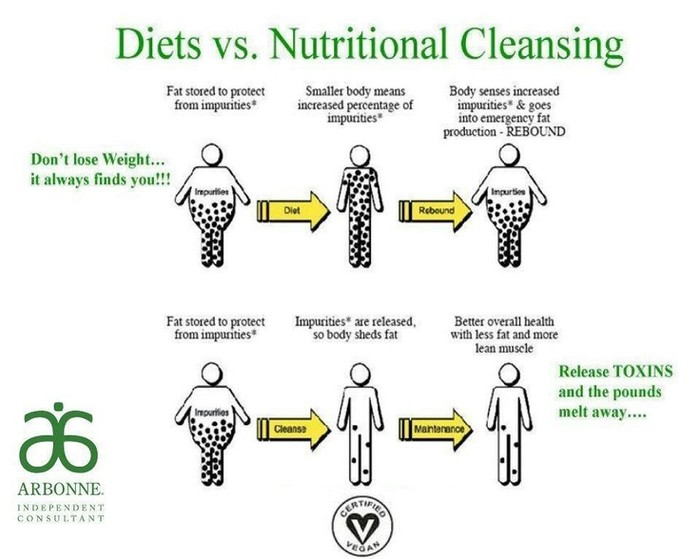 Diets vs. Nutritional Cleansing
Fat stored to protect
from impurities*
Smaller body means
increased percentage of
impurities*
Body senses increased
impurities* & goes
into emergency fat
production - REBOUND
Don't lose Weight...
it always finds you!!!
Impurities
Diet
Rebound
Impurties
Fat stored to protect
from impurities*
Impurities* are released,
so body sheds fat
Better overall health
with less fat and more
lean muscle
Release TOXINS
and the pounds
melt away....
Impurities
Cleanse
Maintenance
ARBONNE.
INDEPENDENT
CONSULTANT
CERTIFIED
VEGAN